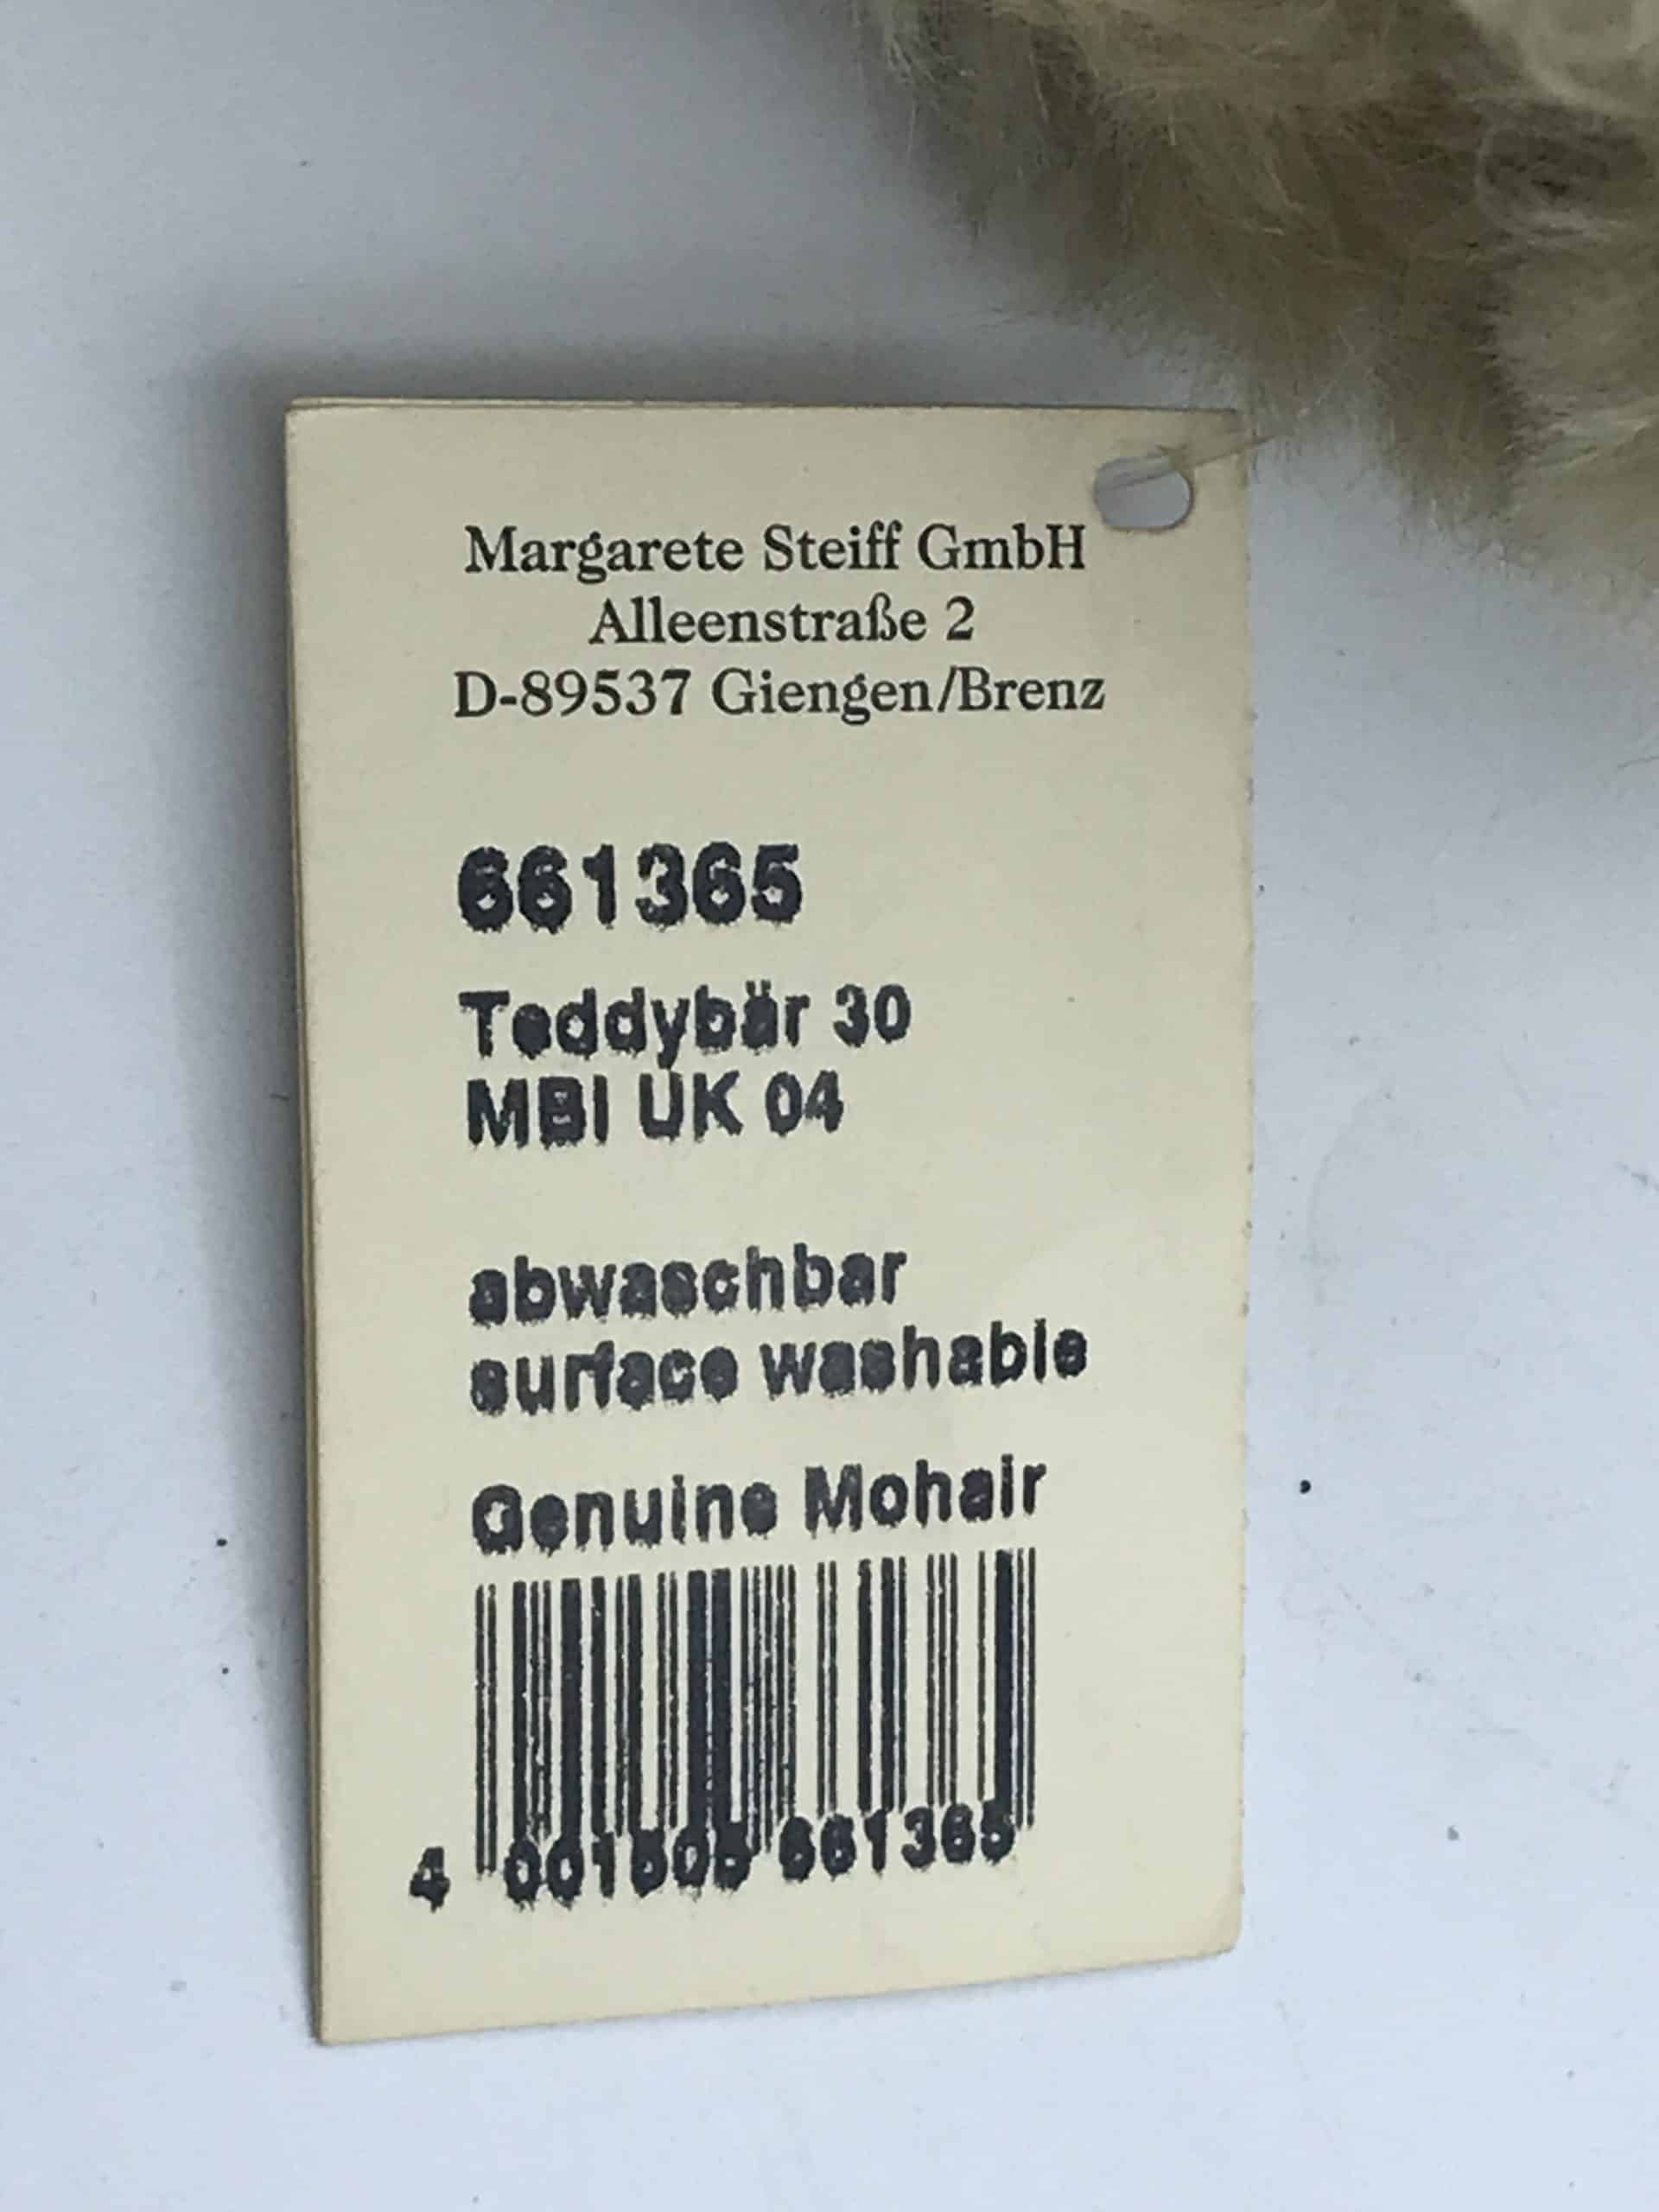 Margarete Steiff GmbH
Alleenstraße 2
D-89537 Giengen/Brenz
661365
Teddybär 30
MBI UK 04
abwaschbar
surface washable
Genuine Mohair
4 001505 661365